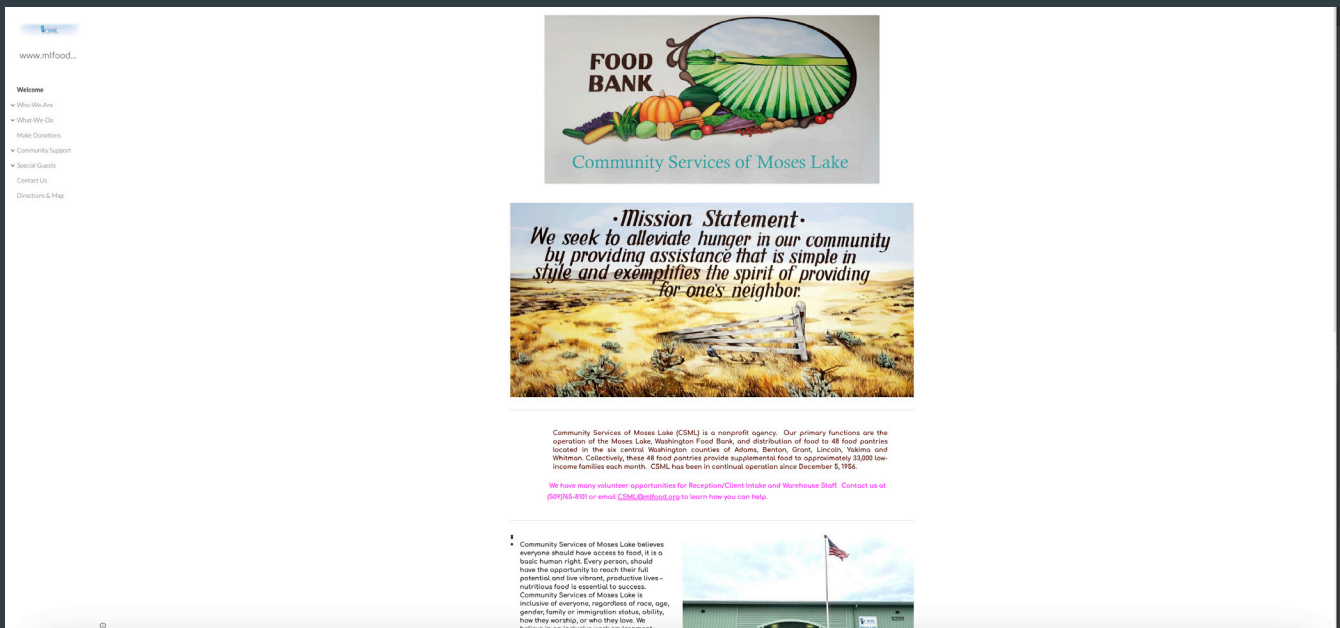 CSML
www.mlfood...
Welcome
Who-We-Are
What-We-Do
Make Donations
Community Support
Special Guests
Contact Us
Directions & Map
FOOD
BANK
Community Services of Moses Lake
·Mission Statement·
We seek to alleviate hunger in our community
by providing assistance that is simple in
style and exemplifies the spirit of providing
for one's neighbor.
Community Services of Moses Lake (CSML) is a nonprofit agency. Our primary functions are the
operation of the Moses Lake, Washington Food Bank, and distribution of food to 48 food pantries
located in the six central Washington counties of Adams, Benton, Grant, Lincoln, Yakima and
Whitman. Collectively, these 48 food pantries provide supplemental food to approximately 33,000 low-
income families each month. CSML has been in continual operation since December 5, 1956.
We have many volunteer opportunities for Reception/Client Intake and Warehouse Staff. Contact us at
(509)765-8101 or email CSML@mlfood.org to learn how you can help.
Community Services of Moses Lake believes
everyone should have access to food, it is a
basic human right. Every person, should
have the opportunity to reach their full
potential and live vibrant, productive lives –
nutritious food is essential to success.
Community Services of Moses Lake is
inclusive of everyone, regardless of race, age,
gender, family or immigration status, ability,
how they worship, or who they love. We
believe in an inclusive work environment
CSML
9299